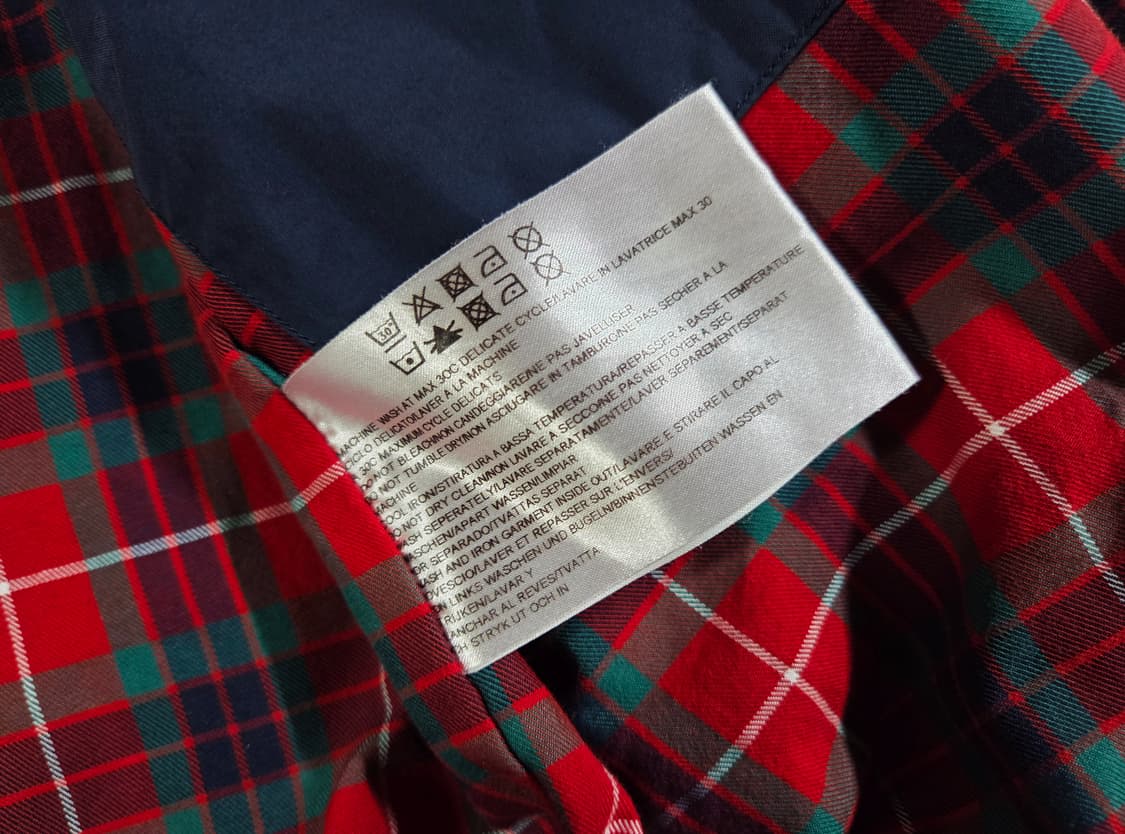 30°
MACHINE WASH AT MAX 30C DELICATE CYCLE/LAVARE IN LAVATRICE MAX 30
CICLO DELICATO/LAVER A LA MACHINE
30C MAXIMUM CYCLE DELICATS
DO NOT BLEACH/NON CANDEGGIARE/NE PAS JAVELLISER
DO NOT TUMBLE DRY/NON ASCIUGARE IN TAMBURO/NE PAS SECHER A LA
MACHINE
COOL IRON/STIRATURA A BASSA TEMPERATURA/REPASSER A BASSE TEMPERATURE
DO NOT DRY CLEAN/NON LAVARE A SECCO/NE PAS NETTOYER A SEC
WASH SEPERATELY/LAVARE SEPARATAMENTE/LAVER SEPAREMENT/SEPARAT
WASCHEN/APART WASSEN/LIMPIAR
POR SEPARADO/TVATTAS SEPARAT
WASH AND IRON GARMENT INSIDE OUT/LAVARE E STIRARE IL CAPO AL
ROVESCIO/LAVER ET REPASSER SUR L'ENVERS/
ON LINKS WASCHEN UND BUGELN/BINNENSTEBUITEN WASSEN EN
RIJKEN/LAVAR Y
ANCHAR AL REVES/TVATTA
H STRYK UT OCH IN